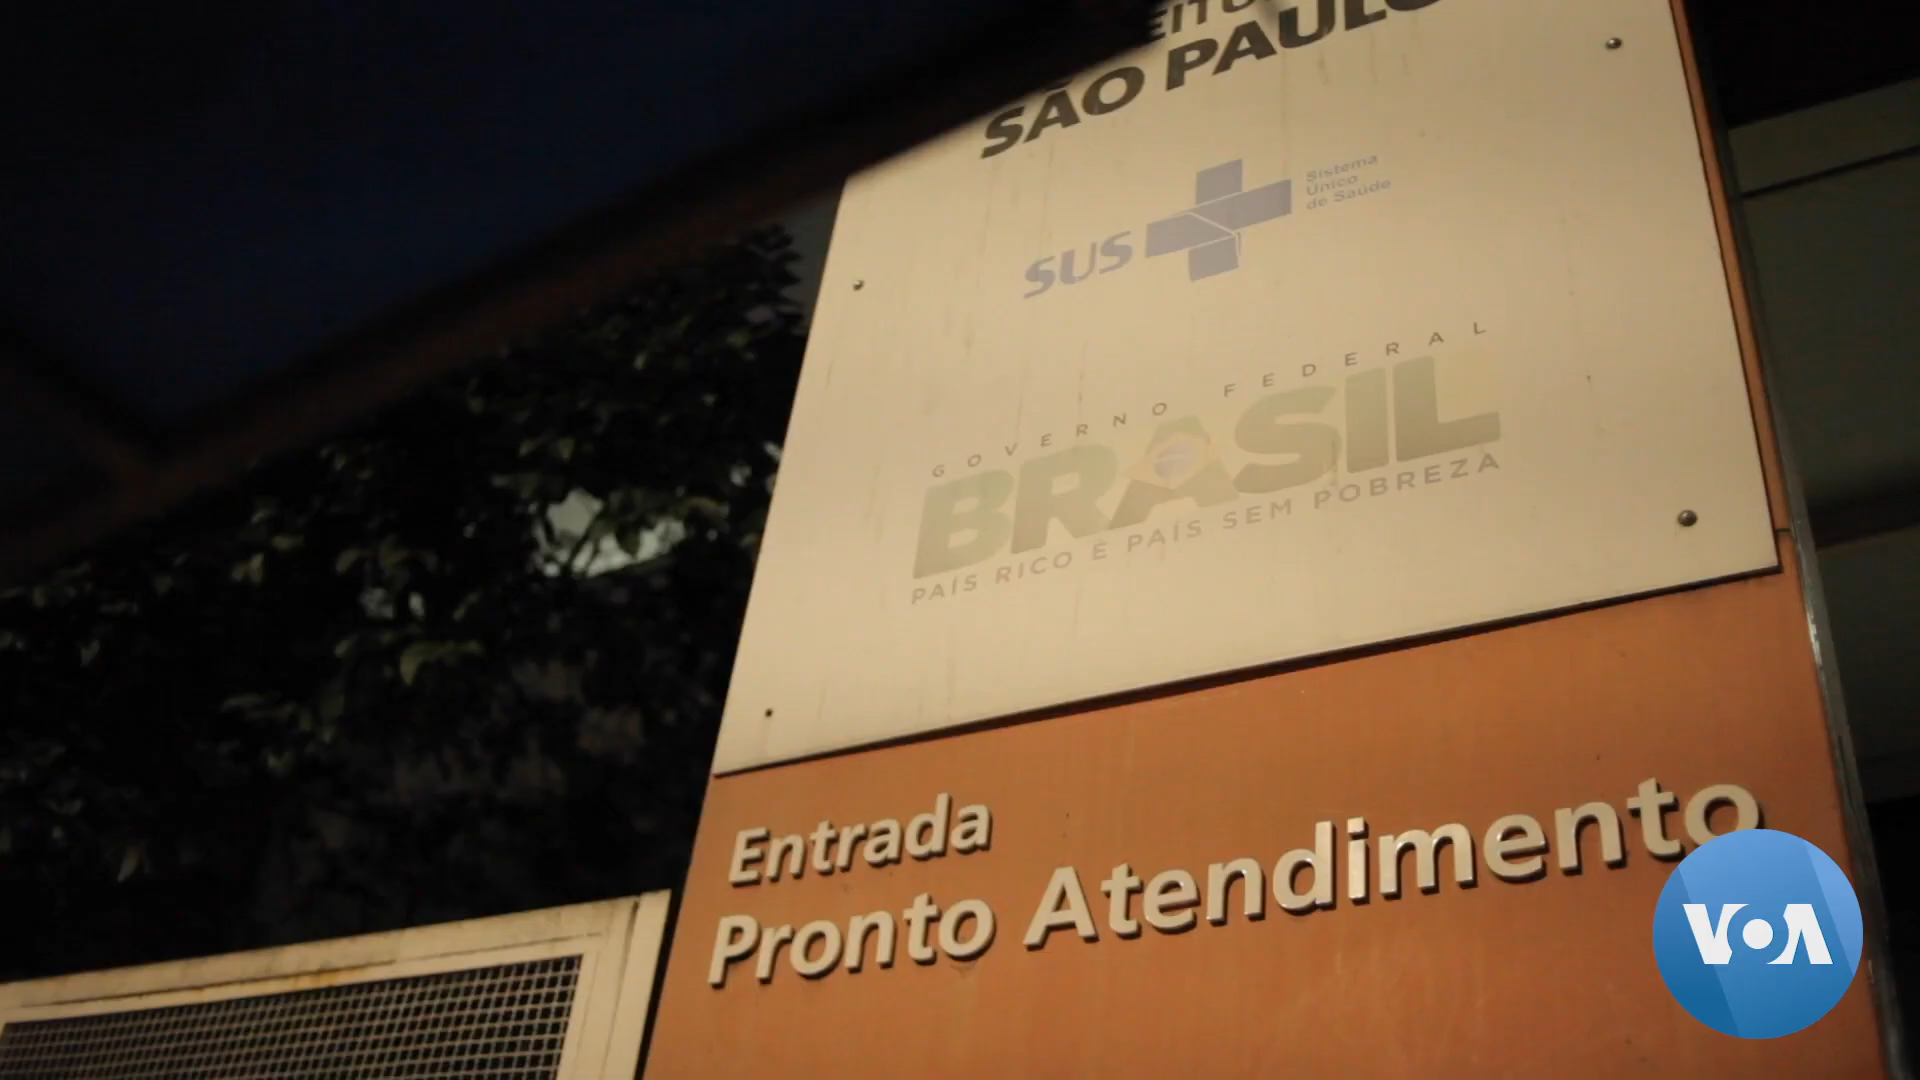 SÃO PAULO
SUS
Sistema
Único
de Saúde
GOVERNO FEDERAL
BRASIL
PAÍS RICO É PAÍS SEM POBREZA
Entrada
Pronto Atendimento
VOA